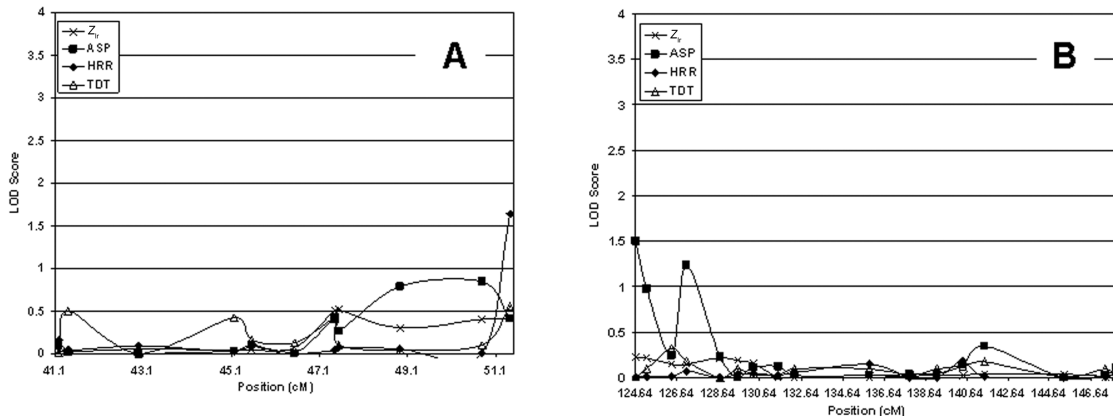 Zlr
ASP
HRR
TDT
A
LOD Score
4
3.5
3
2.5
2
1.5
1
0.5
0
41.1 43.1 45.1 47.1 49.1 51.1
Position (cM)
Zlr
ASP
HRR
TDT
B
LOD Score
4
3.5
3
2.5
2
1.5
1
0.5
0
124.64 126.64 128.64 130.64 132.64 134.64 136.64 138.64 140.64 142.64 144.64 146.64
Position (cM)